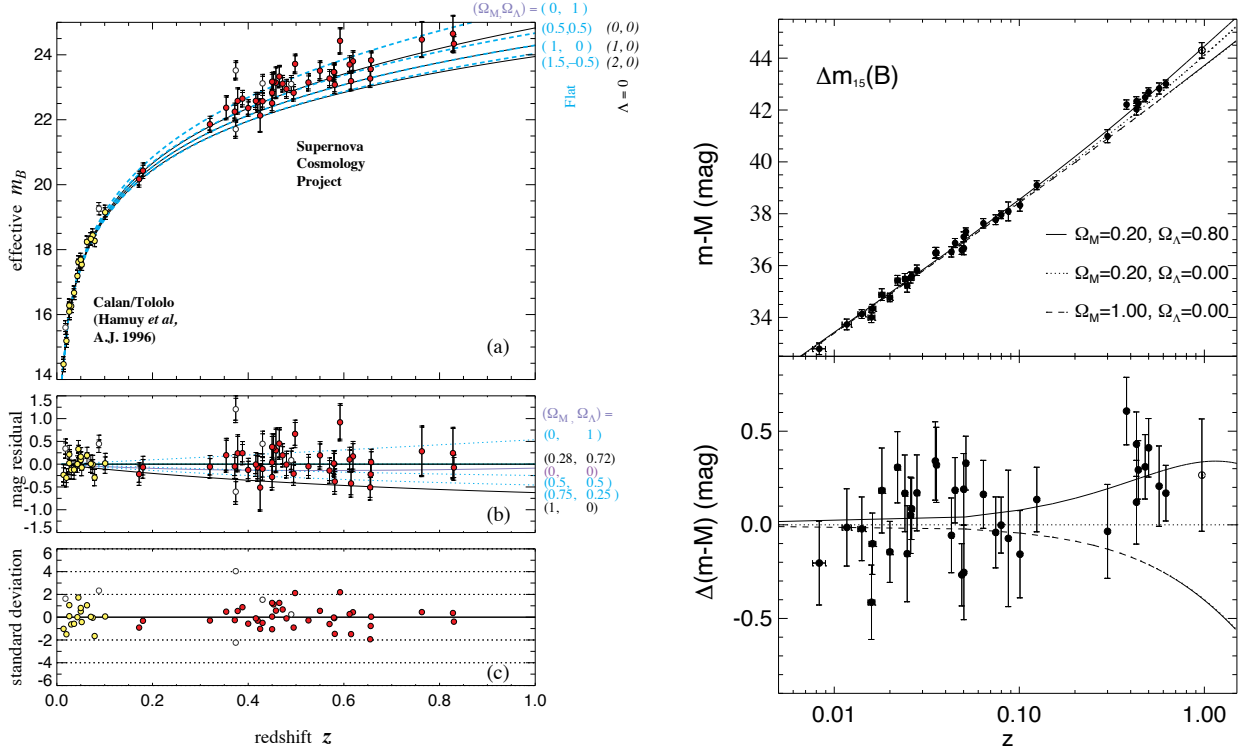 (Ω_M,Ω_Λ) = ( 0, 1 )
(0.5,0.5) (0, 0)
( 1, 0 ) (1, 0)
(1.5,–0.5) (2, 0)
Flat
Λ = 0
24
22
20
18
16
14
effective m_B
Supernova
Cosmology
Project
Calan/Tololo
(Hamuy et al,
A.J. 1996)
(a)
1.5
1.0
0.5
0.0
-0.5
-1.0
-1.5
mag residual
(b)
(Ω_M , Ω_Λ) =
( 0, 1 )
(0.28, 0.72)
( 0, 0 )
(0.5, 0.5 )
(0.75, 0.25 )
(1, 0)
6
4
2
0
-2
-4
-6
standard deviation
(c)
0.0 0.2 0.4 0.6 0.8 1.0
redshift z
44
42
40
38
36
34
m-M (mag)
Δm₁₅(B)
Ω_M=0.20, Ω_Λ=0.80
Ω_M=0.20, Ω_Λ=0.00
Ω_M=1.00, Ω_Λ=0.00
0.5
0.0
-0.5
Δ(m-M) (mag)
0.01 0.10 1.00
z